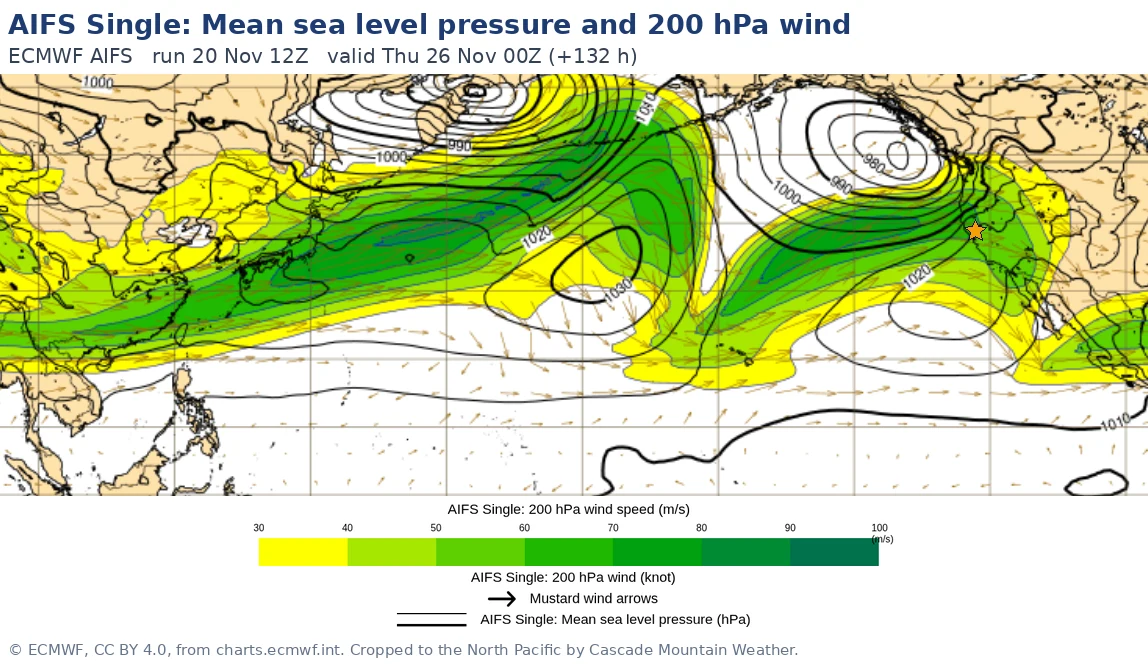 AIFS Single: Mean sea level pressure and 200 hPa wind
ECMWF AIFS   run 20 Nov 12Z   valid Thu 26 Nov 00Z (+132 h)
1000
1010
990
1000
980
990
1000
1020
1030
1020
1010
AIFS Single: 200 hPa wind speed (m/s)
30 40 50 60 70 80 90 100
(m/s)
AIFS Single: 200 hPa wind (knot)
Mustard wind arrows
AIFS Single: Mean sea level pressure (hPa)
© ECMWF, CC BY 4.0, from charts.ecmwf.int. Cropped to the North Pacific by Cascade Mountain Weather.